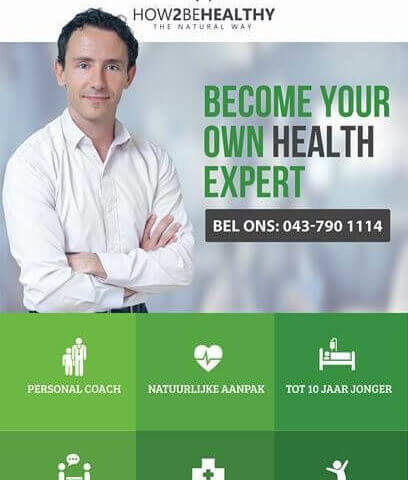 HOW2BEHEALTHY
THE NATURAL WAY
BECOME YOUR
OWN HEALTH
EXPERT
BEL ONS: 043-790 1114
PERSONAL COACH
NATUURLIJKE AANPAK
TOT 10 JAAR JONGER